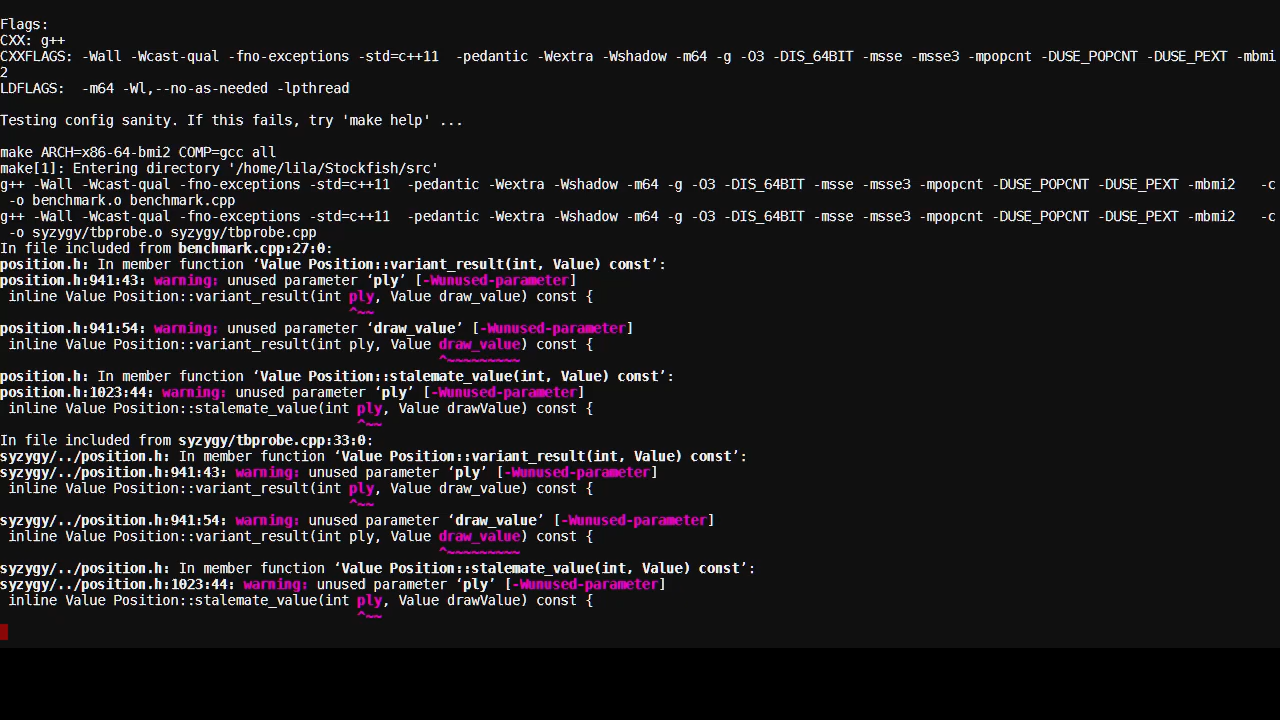 Flags:
CXX: g++
CXXFLAGS: -Wall -Wcast-qual -fno-exceptions -std=c++11  -pedantic -Wextra -Wshadow -m64 -g -O3 -DIS_64BIT -msse -msse3 -mpopcnt -DUSE_POPCNT -DUSE_PEXT -mbmi
2
LDFLAGS:  -m64 -Wl,--no-as-needed -lpthread
Testing config sanity. If this fails, try 'make help' ...
make ARCH=x86-64-bmi2 COMP=gcc all
make[1]: Entering directory '/home/lila/Stockfish/src'
g++ -Wall -Wcast-qual -fno-exceptions -std=c++11  -pedantic -Wextra -Wshadow -m64 -g -O3 -DIS_64BIT -msse -msse3 -mpopcnt -DUSE_POPCNT -DUSE_PEXT -mbmi2   -c
 -o benchmark.o benchmark.cpp
g++ -Wall -Wcast-qual -fno-exceptions -std=c++11  -pedantic -Wextra -Wshadow -m64 -g -O3 -DIS_64BIT -msse -msse3 -mpopcnt -DUSE_POPCNT -DUSE_PEXT -mbmi2   -c
 -o syzygy/tbprobe.o syzygy/tbprobe.cpp
In file included from benchmark.cpp:27:0:
position.h: In member function ‘Value Position::variant_result(int, Value) const’:
position.h:941:43: warning: unused parameter ‘ply’ [-Wunused-parameter]
 inline Value Position::variant_result(int ply, Value draw_value) const {
                                           ^~~
position.h:941:54: warning: unused parameter ‘draw_value’ [-Wunused-parameter]
 inline Value Position::variant_result(int ply, Value draw_value) const {
                                                      ^~~~~~~~~~
position.h: In member function ‘Value Position::stalemate_value(int, Value) const’:
position.h:1023:44: warning: unused parameter ‘ply’ [-Wunused-parameter]
 inline Value Position::stalemate_value(int ply, Value drawValue) const {
                                            ^~~
In file included from syzygy/tbprobe.cpp:33:0:
syzygy/../position.h: In member function ‘Value Position::variant_result(int, Value) const’:
syzygy/../position.h:941:43: warning: unused parameter ‘ply’ [-Wunused-parameter]
 inline Value Position::variant_result(int ply, Value draw_value) const {
                                           ^~~
syzygy/../position.h:941:54: warning: unused parameter ‘draw_value’ [-Wunused-parameter]
 inline Value Position::variant_result(int ply, Value draw_value) const {
                                                      ^~~~~~~~~~
syzygy/../position.h: In member function ‘Value Position::stalemate_value(int, Value) const’:
syzygy/../position.h:1023:44: warning: unused parameter ‘ply’ [-Wunused-parameter]
 inline Value Position::stalemate_value(int ply, Value drawValue) const {
                                            ^~~